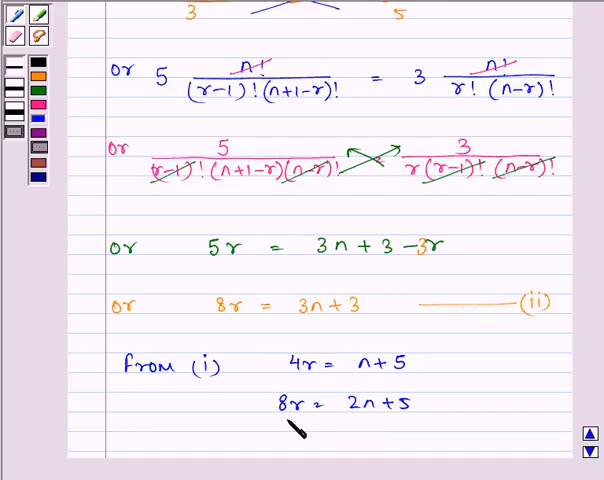 3 5
or 5 n! / (r-1)! (n+1-r)! = 3 n! / r! (n-r)!
or 5 / (r-1)! (n+1-r)(n-r)! = 3 / r(r-1)! (n-r)!
or 5r = 3n + 3 - 3r
or 8r = 3n + 3 (ii)
from (i) 4r = n + 5
8r = 2n + 5